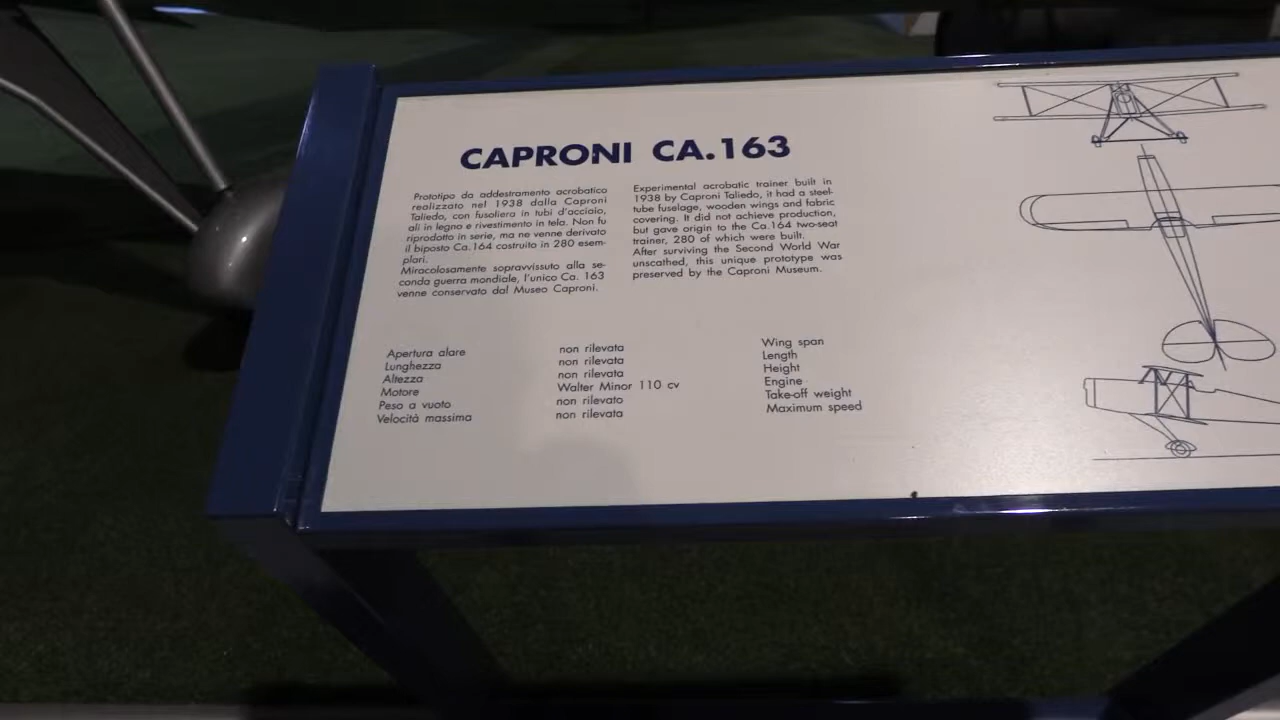 CAPRONI CA.163
Prototipo da addestramento acrobatico
realizzato nel 1938 dalla Caproni
Taliedo, con fusoliera in tubi d'acciaio,
ali in legno e rivestimento in tela. Non fu
riprodotto in serie, ma ne venne derivato
il biposto Ca.164 costruito in 280 esem-
plari.
Miracolosamente sopravvissuto alla se-
conda guerra mondiale, l'unico Ca. 163
venne conservato dal Museo Caproni.
Experimental acrobatic trainer built in
1938 by Caproni Taliedo, it had a steel-
tube fuselage, wooden wings and fabric
covering. It did not achieve production,
but gave origin to the Ca.164 two-seat
trainer, 280 of which were built.
After surviving the Second World War
unscathed, this unique prototype was
preserved by the Caproni Museum.
Apertura alare non rilevata Wing span
Lunghezza non rilevata Length
Altezza non rilevata Height
Motore Walter Minor 110 cv Engine
Peso a vuoto non rilevato Take-off weight
Velocità massima non rilevata Maximum speed